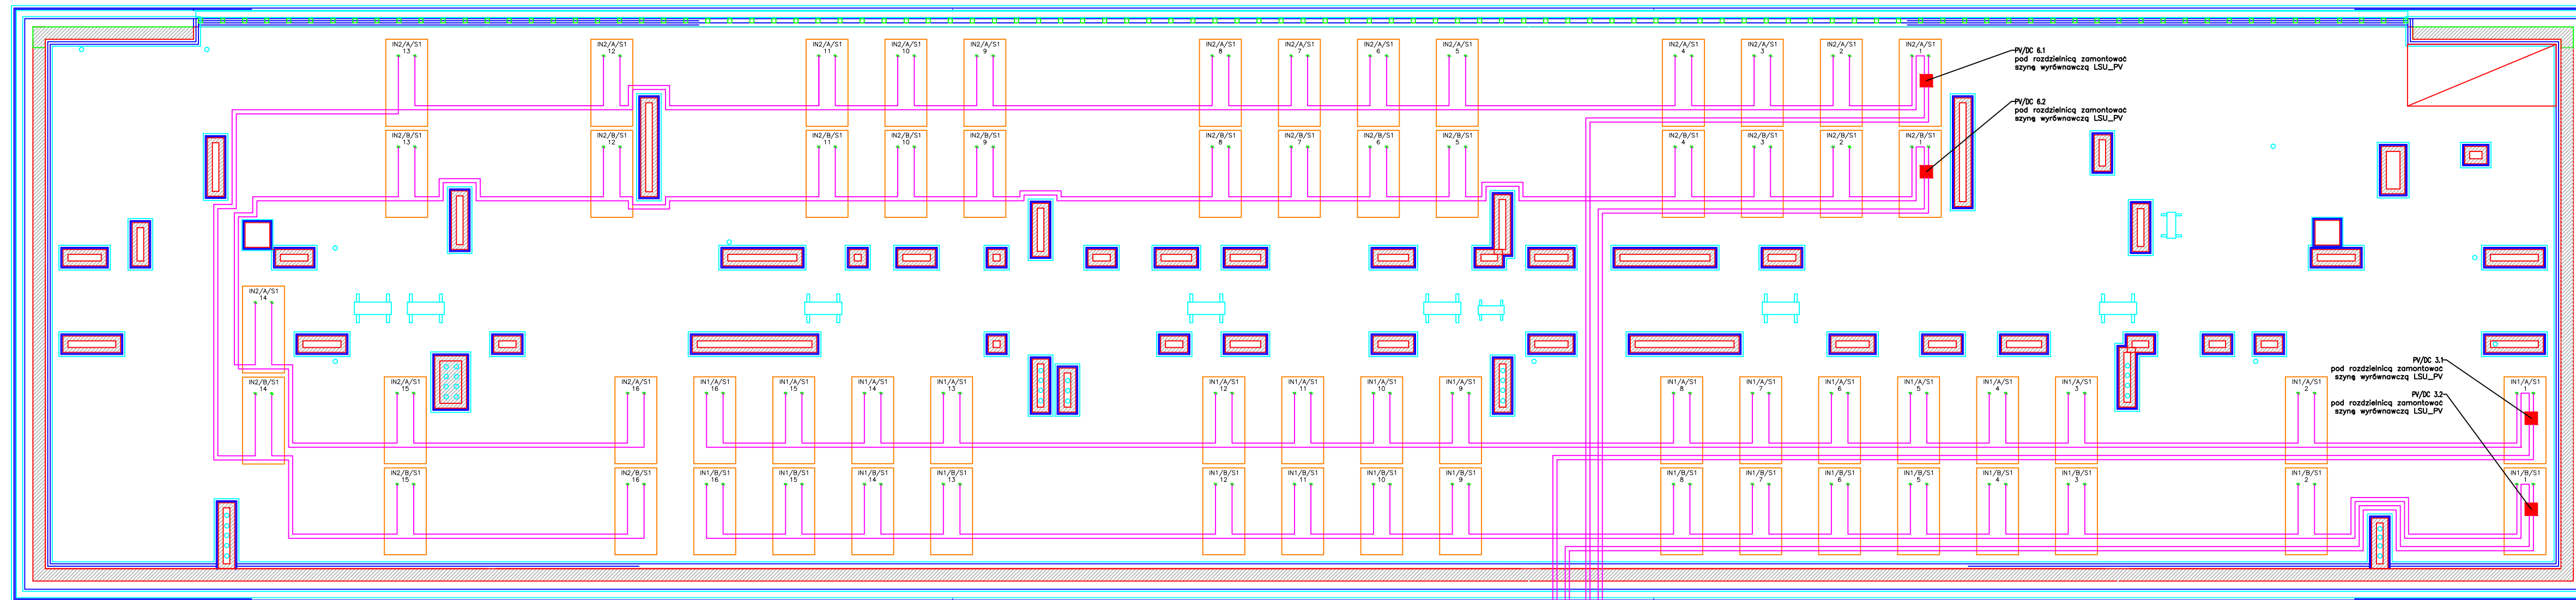 IN2/A/S1
13
IN2/A/S1
12
IN2/A/S1
11
IN2/A/S1
10
IN2/A/S1
9
IN2/A/S1
8
IN2/A/S1
7
IN2/A/S1
6
IN2/A/S1
5
IN2/A/S1
4
IN2/A/S1
3
IN2/A/S1
2
IN2/A/S1
1
PV/DC 6.1
pod rozdzielnicą zamontować
szynę wyrównawczą LSU_PV
PV/DC 6.2
pod rozdzielnicą zamontować
szynę wyrównawczą LSU_PV
IN2/B/S1
13
IN2/B/S1
12
IN2/B/S1
11
IN2/B/S1
10
IN2/B/S1
9
IN2/B/S1
8
IN2/B/S1
7
IN2/B/S1
6
IN2/B/S1
5
IN2/B/S1
4
IN2/B/S1
3
IN2/B/S1
2
IN2/B/S1
1
IN2/A/S1
14
PV/DC 3.1
pod rozdzielnicą zamontować
szynę wyrównawczą LSU_PV
PV/DC 3.2
pod rozdzielnicą zamontować
szynę wyrównawczą LSU_PV
IN2/B/S1
14
IN2/A/S1
15
IN2/A/S1
16
IN1/A/S1
16
IN1/A/S1
15
IN1/A/S1
14
IN1/A/S1
13
IN1/A/S1
12
IN1/A/S1
11
IN1/A/S1
10
IN1/A/S1
9
IN1/A/S1
8
IN1/A/S1
7
IN1/A/S1
6
IN1/A/S1
5
IN1/A/S1
4
IN1/A/S1
3
IN1/A/S1
2
IN1/A/S1
1
IN2/B/S1
15
IN2/B/S1
16
IN1/B/S1
16
IN1/B/S1
15
IN1/B/S1
14
IN1/B/S1
13
IN1/B/S1
12
IN1/B/S1
11
IN1/B/S1
10
IN1/B/S1
9
IN1/B/S1
8
IN1/B/S1
7
IN1/B/S1
6
IN1/B/S1
5
IN1/B/S1
4
IN1/B/S1
3
IN1/B/S1
2
IN1/B/S1
1